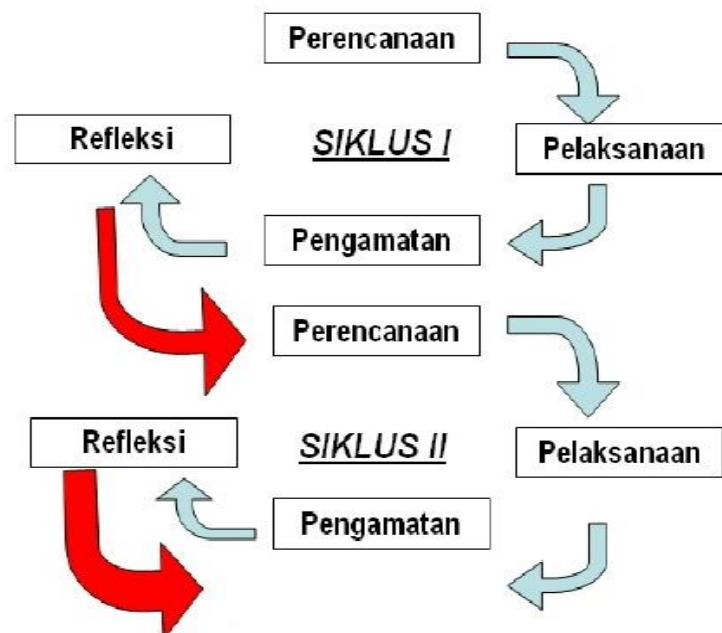 Perencanaan
Refleksi
SIKLUS I
Pelaksanaan
Pengamatan
Perencanaan
Refleksi
SIKLUS II
Pelaksanaan
Pengamatan